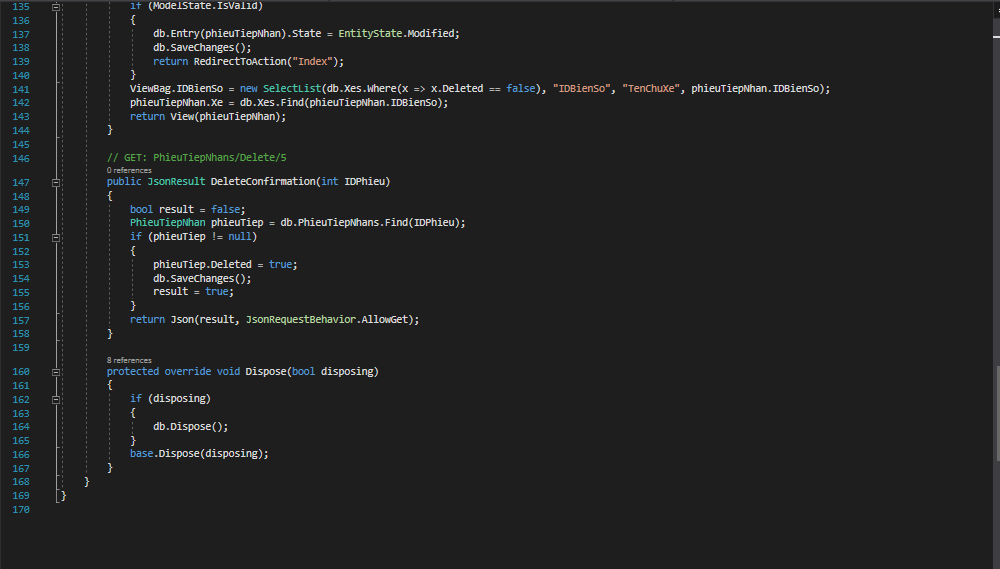 135 if (ModelState.IsValid)
136 {
137 db.Entry(phieuTiepNhan).State = EntityState.Modified;
138 db.SaveChanges();
139 return RedirectToAction("Index");
140 }
141 ViewBag.IDBienSo = new SelectList(db.Xes.Where(x => x.Deleted == false), "IDBienSo", "TenChuXe", phieuTiepNhan.IDBienSo);
142 phieuTiepNhan.Xe = db.Xes.Find(phieuTiepNhan.IDBienSo);
143 return View(phieuTiepNhan);
144 }
145
146 // GET: PhieuTiepNhans/Delete/5
0 references
147 public JsonResult DeleteConfirmation(int IDPhieu)
148 {
149 bool result = false;
150 PhieuTiepNhan phieuTiep = db.PhieuTiepNhans.Find(IDPhieu);
151 if (phieuTiep != null)
152 {
153 phieuTiep.Deleted = true;
154 db.SaveChanges();
155 result = true;
156 }
157 return Json(result, JsonRequestBehavior.AllowGet);
158 }
159
8 references
160 protected override void Dispose(bool disposing)
161 {
162 if (disposing)
163 {
164 db.Dispose();
165 }
166 base.Dispose(disposing);
167 }
168 }
169 }
170